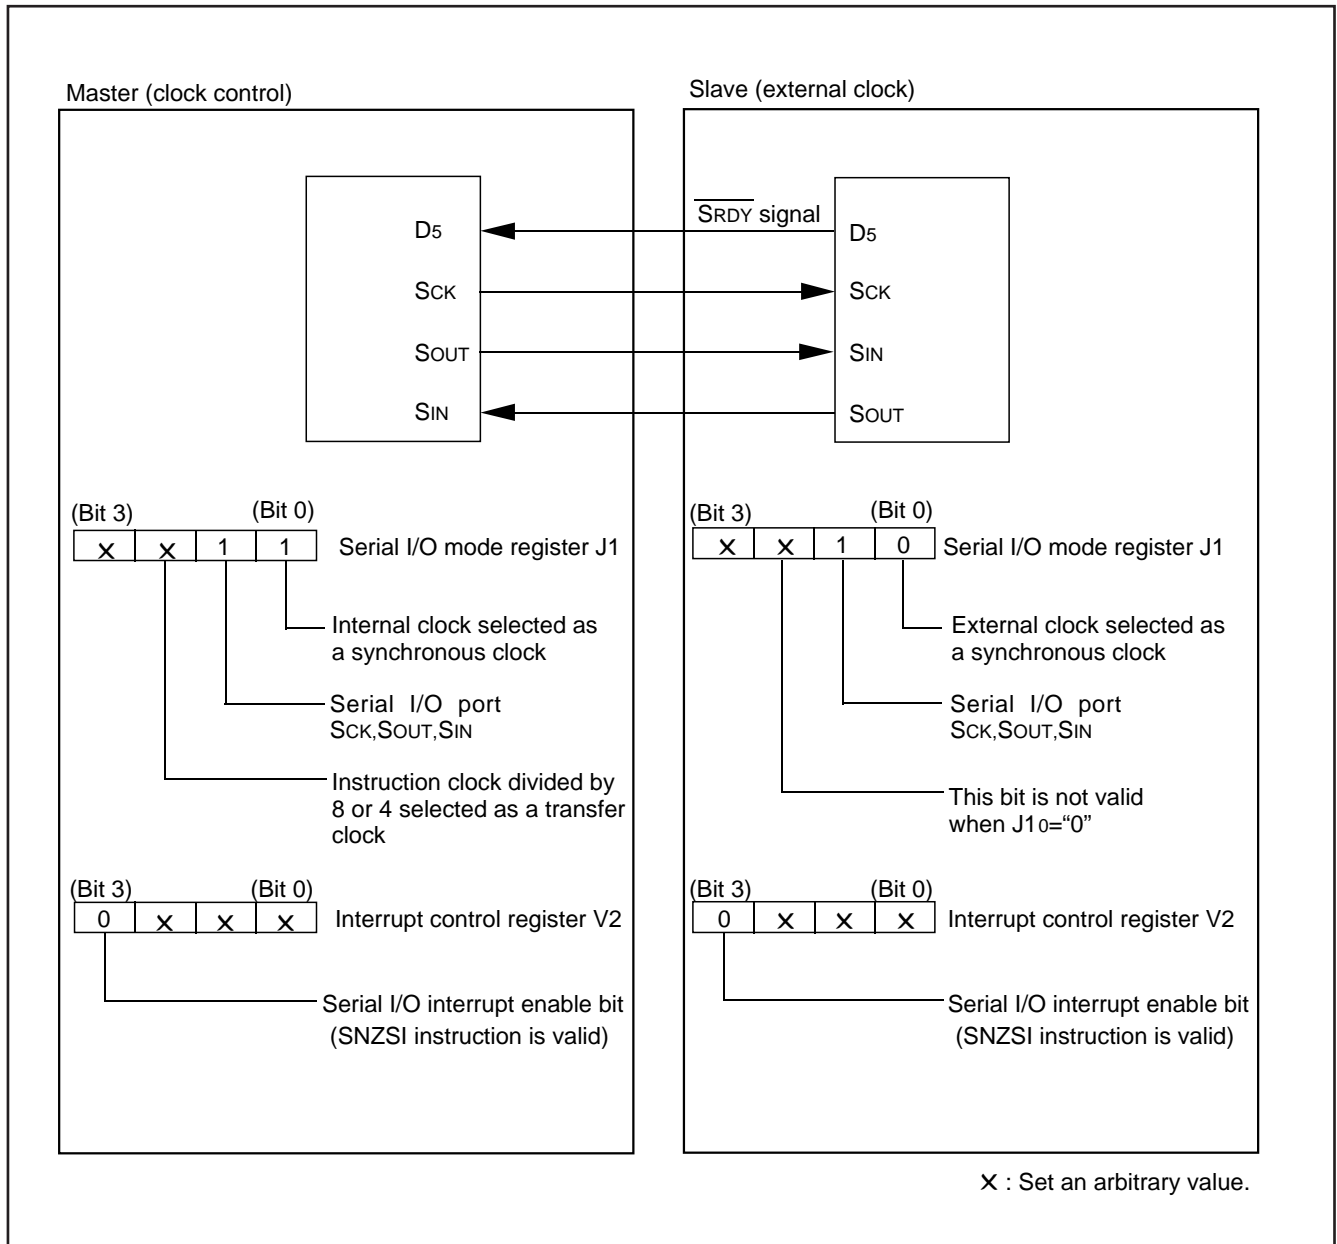 Master (clock control)
D5
SCK
SOUT
SIN
(Bit 3) (Bit 0)
× × 1 1 Serial I/O mode register J1
Internal clock selected as
a synchronous clock
Serial I/O port
SCK,SOUT,SIN
Instruction clock divided by
8 or 4 selected as a transfer
clock
(Bit 3) (Bit 0)
0 × × × Interrupt control register V2
Serial I/O interrupt enable bit
(SNZSI instruction is valid)
Slave (external clock)
SRDY signal
D5
SCK
SIN
SOUT
(Bit 3) (Bit 0)
× × 1 0 Serial I/O mode register J1
External clock selected as
a synchronous clock
Serial I/O port
SCK,SOUT,SIN
This bit is not valid
when J10=“0”
(Bit 3) (Bit 0)
0 × × × Interrupt control register V2
Serial I/O interrupt enable bit
(SNZSI instruction is valid)
× : Set an arbitrary value.